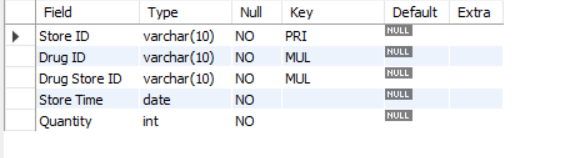 Field Type Null Key Default Extra
Store ID varchar(10) NO PRI NULL
Drug ID varchar(10) NO MUL NULL
Drug Store ID varchar(10) NO MUL NULL
Store Time date NO NULL
Quantity int NO NULL